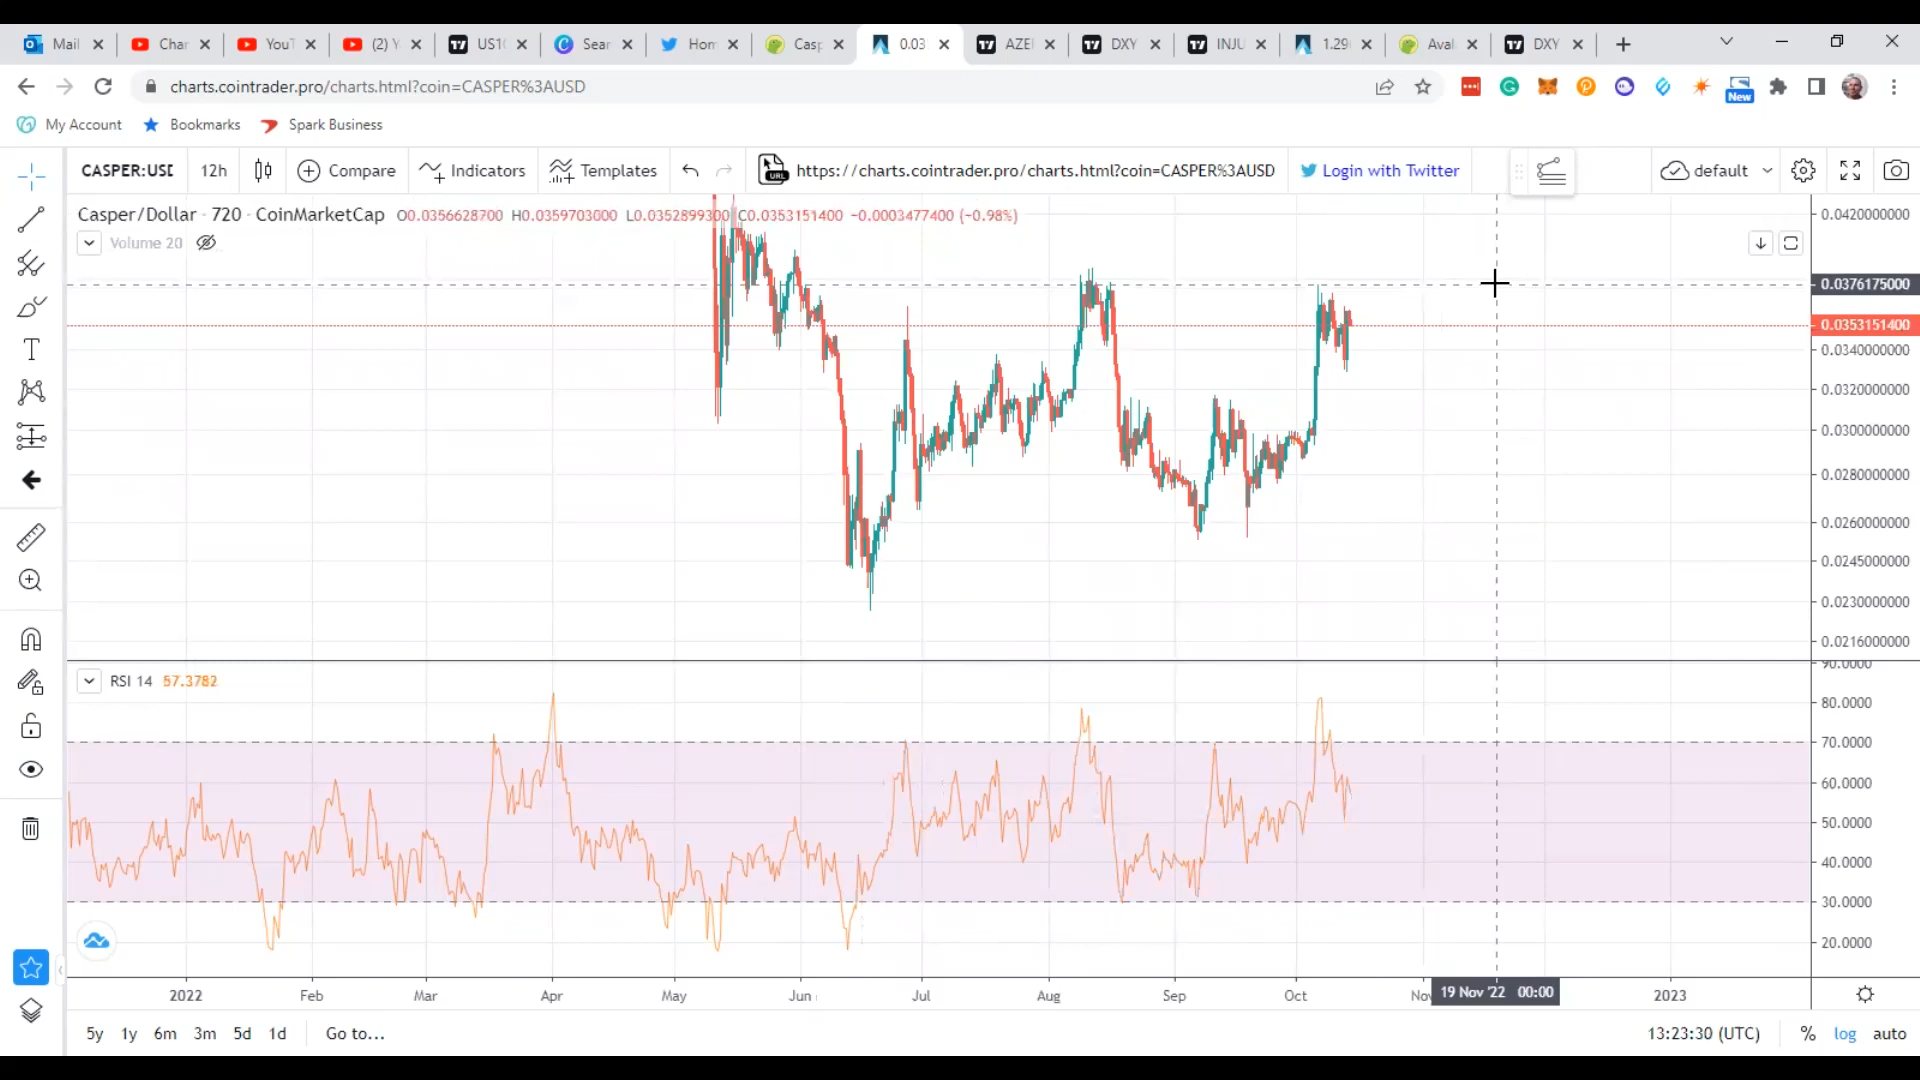 Mail
Char
YouT
(2) Y
US1
Sear
Hom
Casp
0.03
AZE
DXY
INJU
1.29
Aval
DXY
charts.cointrader.pro/charts.html?coin=CASPER%3AUSD
New
My Account
Bookmarks
Spark Business
CASPER:USD
12h
Compare
Indicators
Templates
URL
https://charts.cointrader.pro/charts.html?coin=CASPER%3AUSD
Login with Twitter
default
Casper/Dollar · 720 · CoinMarketCap O0.0356628700 H0.0359703000 L0.0352899300 C0.0353151400 −0.0003477400 (−0.98%)
Volume 20
0.0420000000
0.0376175000
0.0353151400
0.0340000000
0.0320000000
0.0300000000
0.0280000000
0.0260000000
0.0245000000
0.0230000000
0.0216000000
RSI 14 57.3782
90.0000
80.0000
70.0000
60.0000
50.0000
40.0000
30.0000
20.0000
2022 Feb Mar Apr May Jun Jul Aug Sep Oct Nov 19 Nov '22 00:00 2023
5y 1y 6m 3m 5d 1d Go to...
13:23:30 (UTC) % log auto